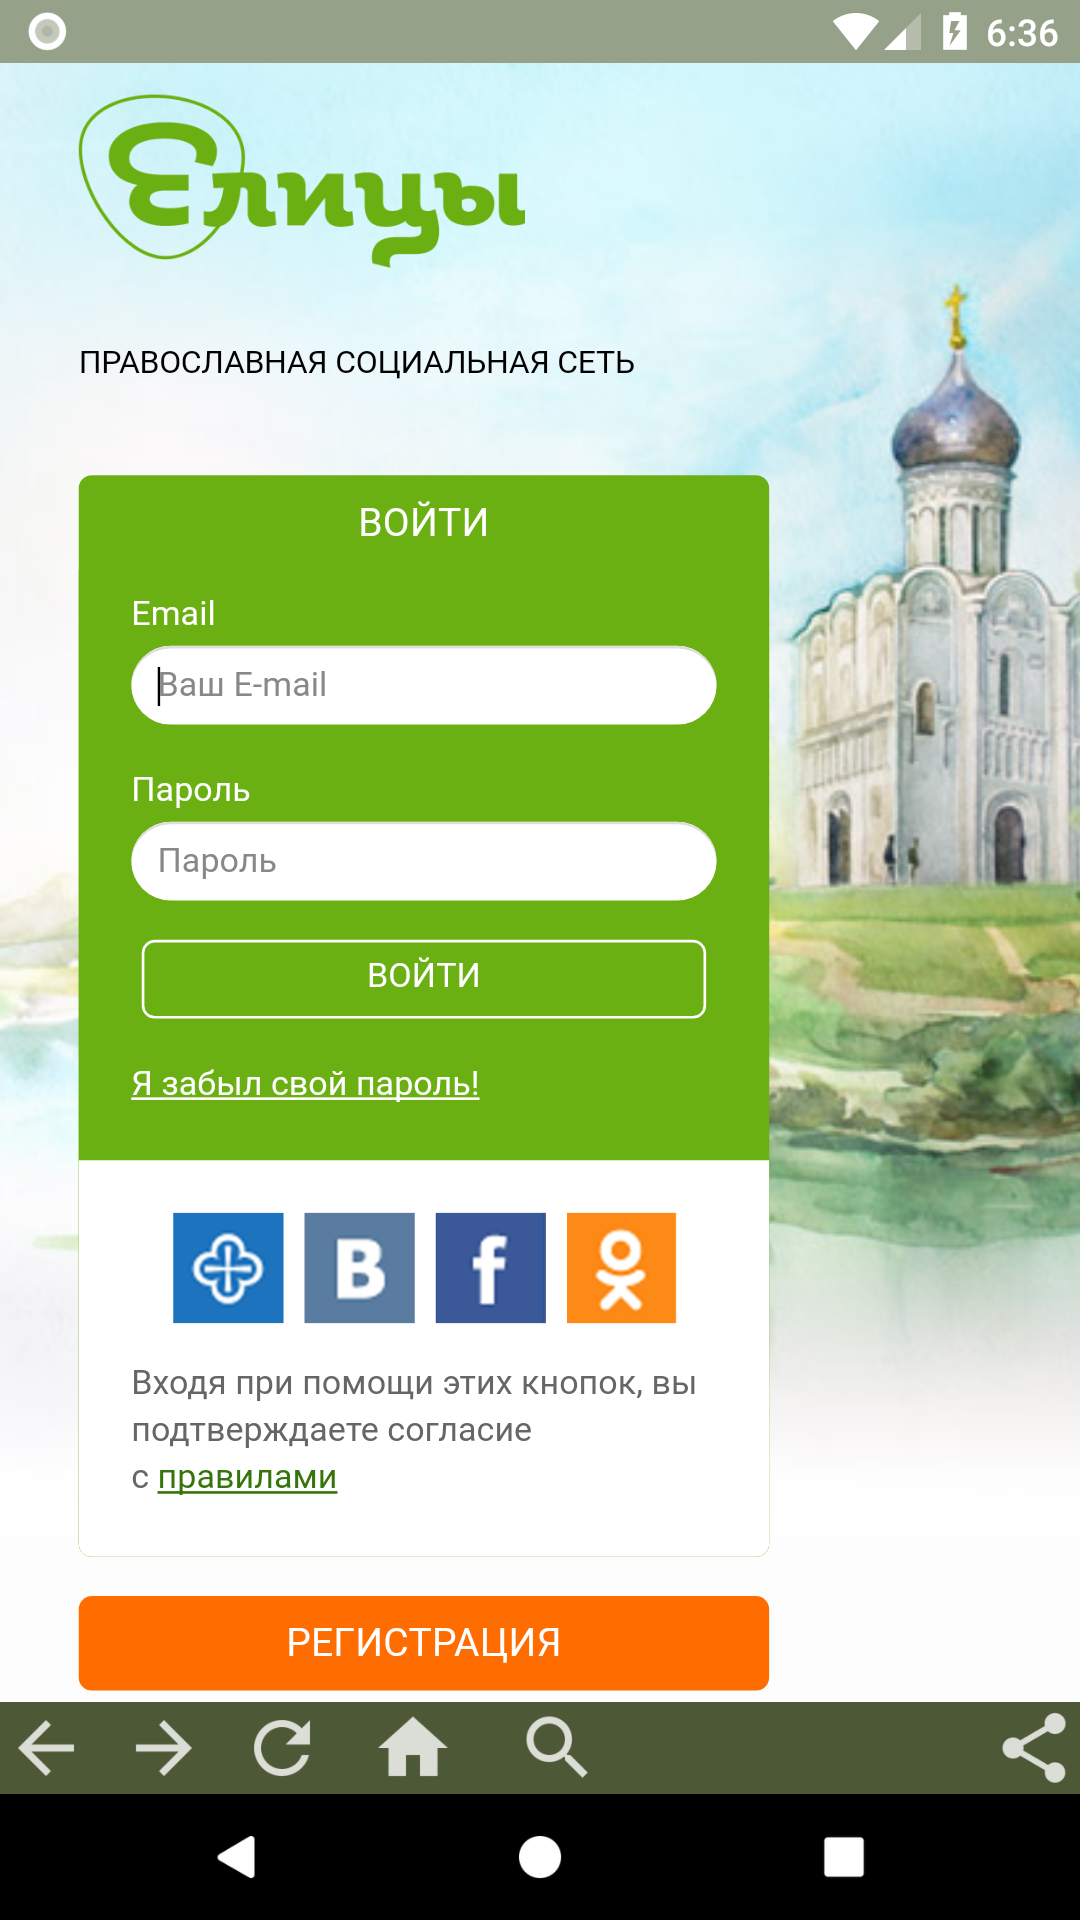 6:36
Елицы
ПРАВОСЛАВНАЯ СОЦИАЛЬНАЯ СЕТЬ
ВОЙТИ
Email
Ваш E-mail
Пароль
Пароль
ВОЙТИ
Я забыл свой пароль!
Входя при помощи этих кнопок, вы
подтверждаете согласие
с правилами
РЕГИСТРАЦИЯ